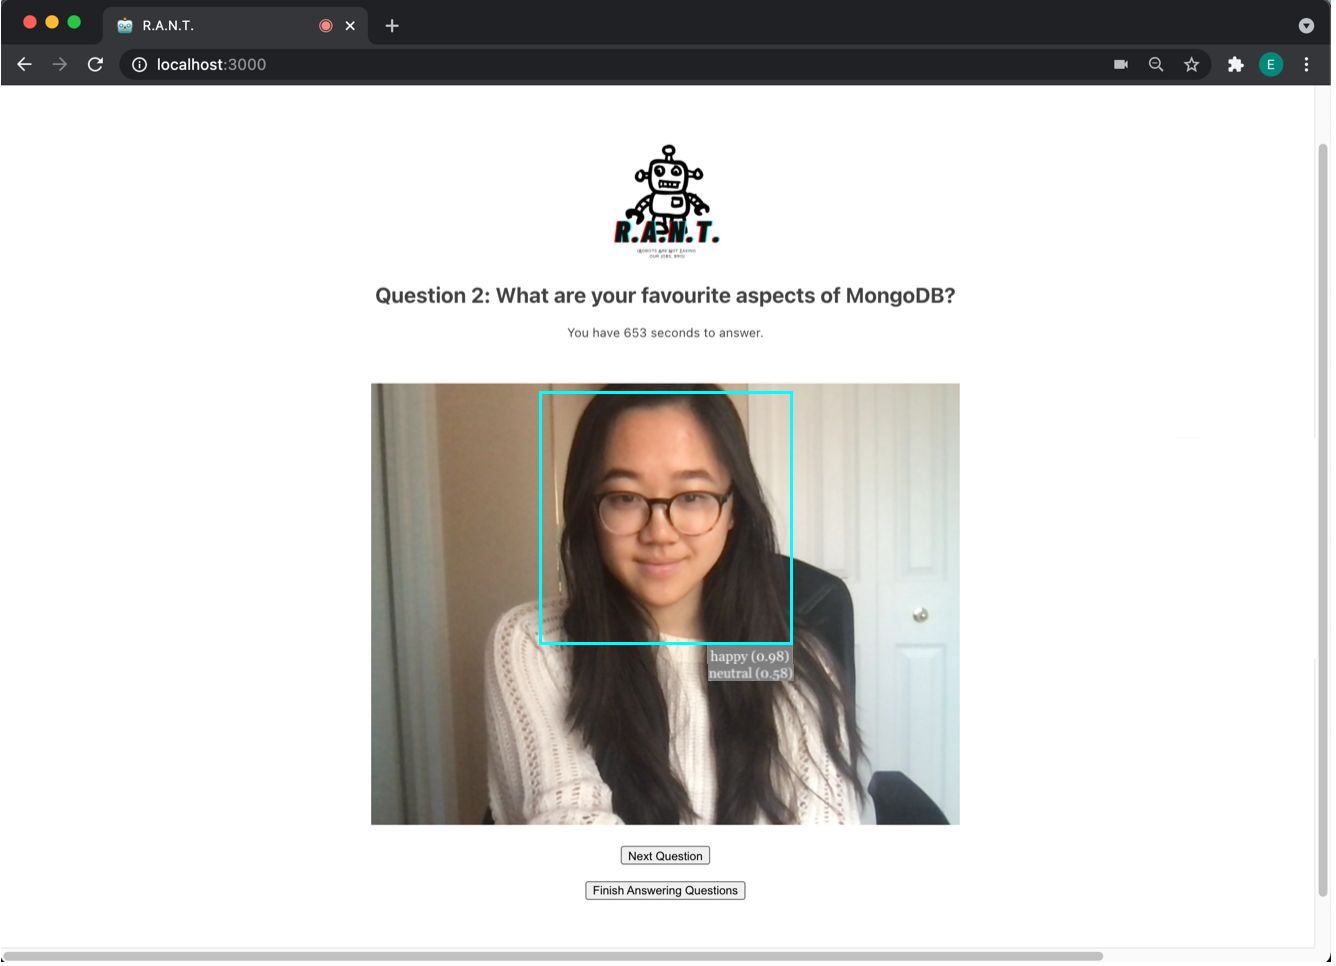 R.A.N.T.
localhost:3000
E
R.A.N.T.
ROBOTS ARE NOT TAKING
OUR JOBS, BRO!
Question 2: What are your favourite aspects of MongoDB?
You have 653 seconds to answer.
happy (0.98)
neutral (0.58)
Next Question
Finish Answering Questions